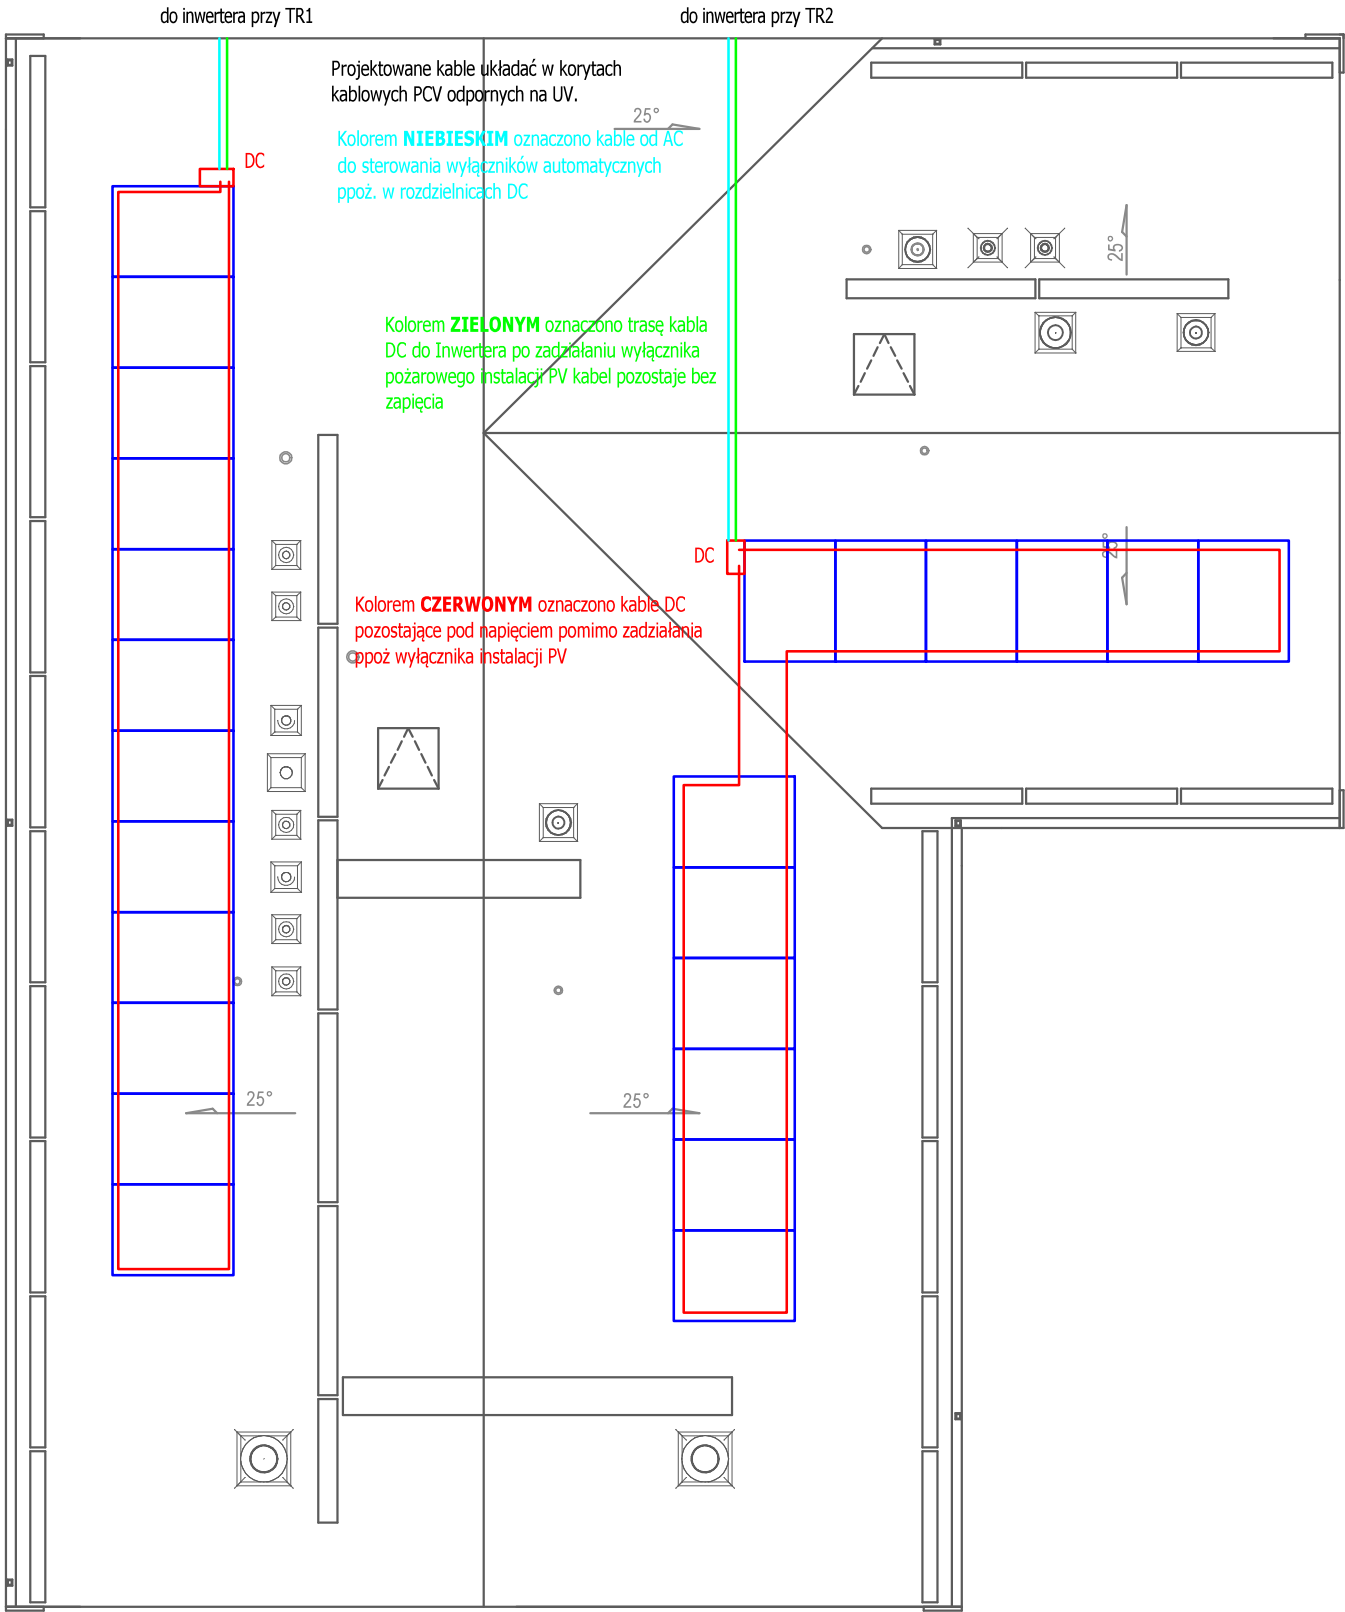 do inwertera przy TR1
do inwertera przy TR2
Projektowane kable układać w korytach
kablowych PCV odpornych na UV.
25°
Kolorem NIEBIESKIM oznaczono kable od AC
do sterowania wyłączników automatycznych
ppoż. w rozdzielnicach DC
DC
25°
Kolorem ZIELONYM oznaczono trasę kabla
DC do Inwertera po zadziałaniu wyłącznika
pożarowego instalacji PV kabel pozostaje bez
zapięcia
DC
25°
Kolorem CZERWONYM oznaczono kable DC
pozostające pod napięciem pomimo zadziałania
ppoż wyłącznika instalacji PV
25°
25°